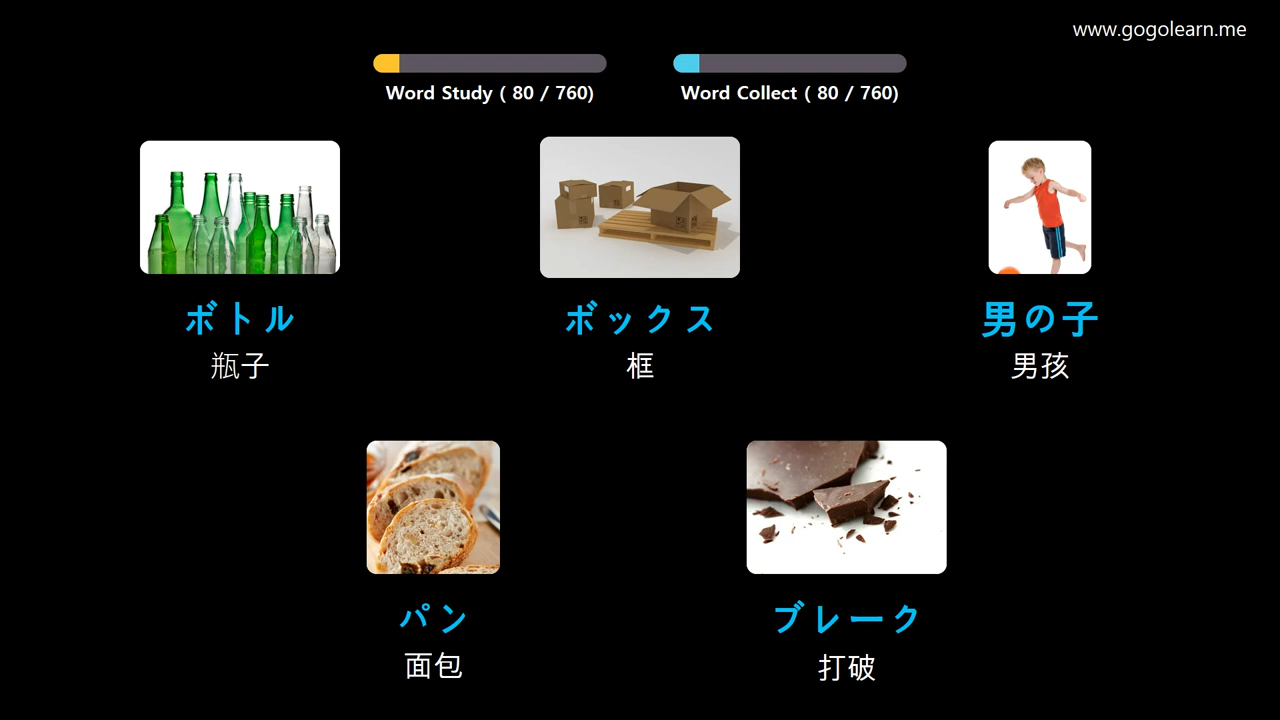 www.gogolearn.me
Word Study ( 80 / 760)
Word Collect ( 80 / 760)
ボトル
瓶子
ボックス
框
男の子
男孩
パン
面包
ブレーク
打破